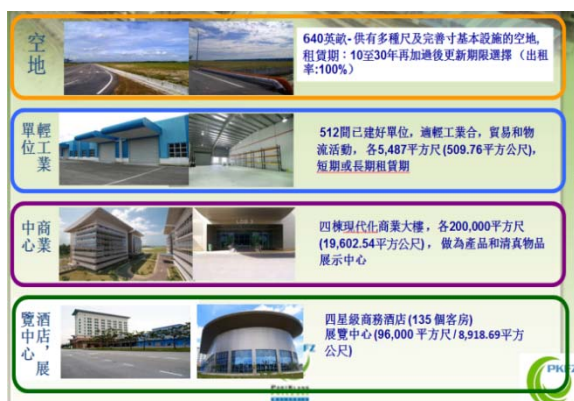 空地
640英畝-供有多種尺及完善寸基本設施的空地,
租賃期：10至30年再加過後更新期限選擇（出租
率:100%）
輕工業
單位
512間已建好單位，適輕工業合，貿易和物
流活動，各5,487平方尺(509.76平方公尺)，
短期或長期租賃期
商業
中心
四棟現代化商業大樓，各200,000平方尺
(19,602.54平方公尺)，做為產品和清真物品
展示中心
酒店，展
覽中心
四星級商務酒店(135 個客房)
展覽中心(96,000 平方尺/8,918.69平方
公尺)
FZ
PKFZ